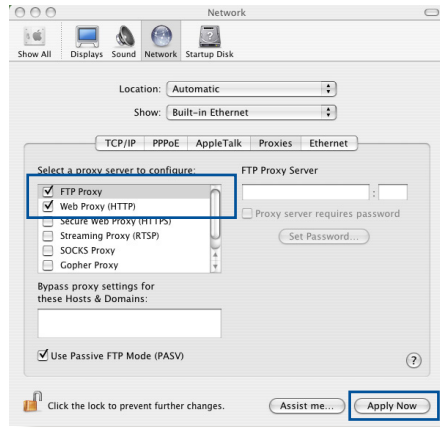 Network
Show All Displays Sound Network Startup Disk
Location: Automatic
Show: Built-in Ethernet
TCP/IP PPPoE AppleTalk Proxies Ethernet
Select a proxy server to configure: FTP Proxy Server
FTP Proxy
Web Proxy (HTTP) :
Secure Web Proxy (HTTPS) Proxy server requires password
Streaming Proxy (RTSP) Set Password...
SOCKS Proxy
Gopher Proxy
Bypass proxy settings for
these Hosts & Domains:
Use Passive FTP Mode (PASV) ?
Click the lock to prevent further changes. Assist me... Apply Now